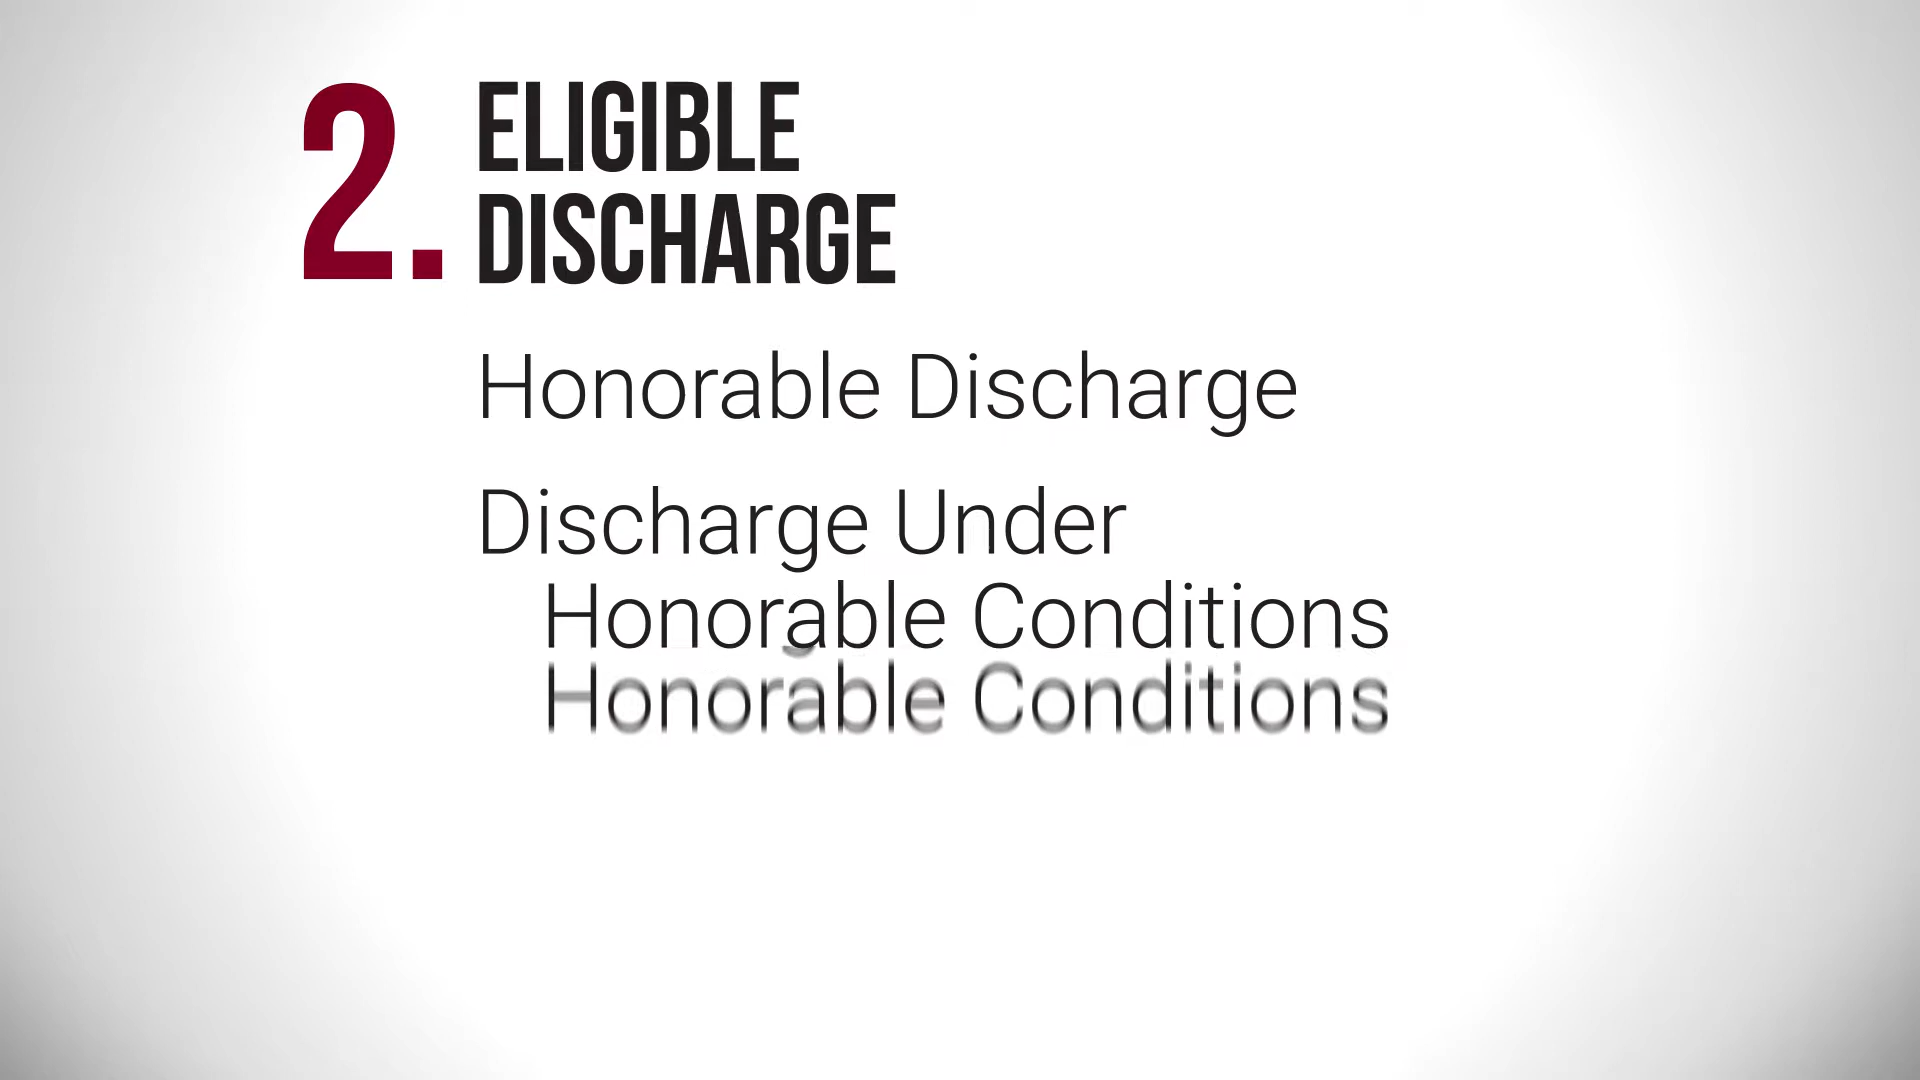 2. ELIGIBLE
DISCHARGE
Honorable Discharge
Discharge Under
Honorable Conditions
Honorable Conditions